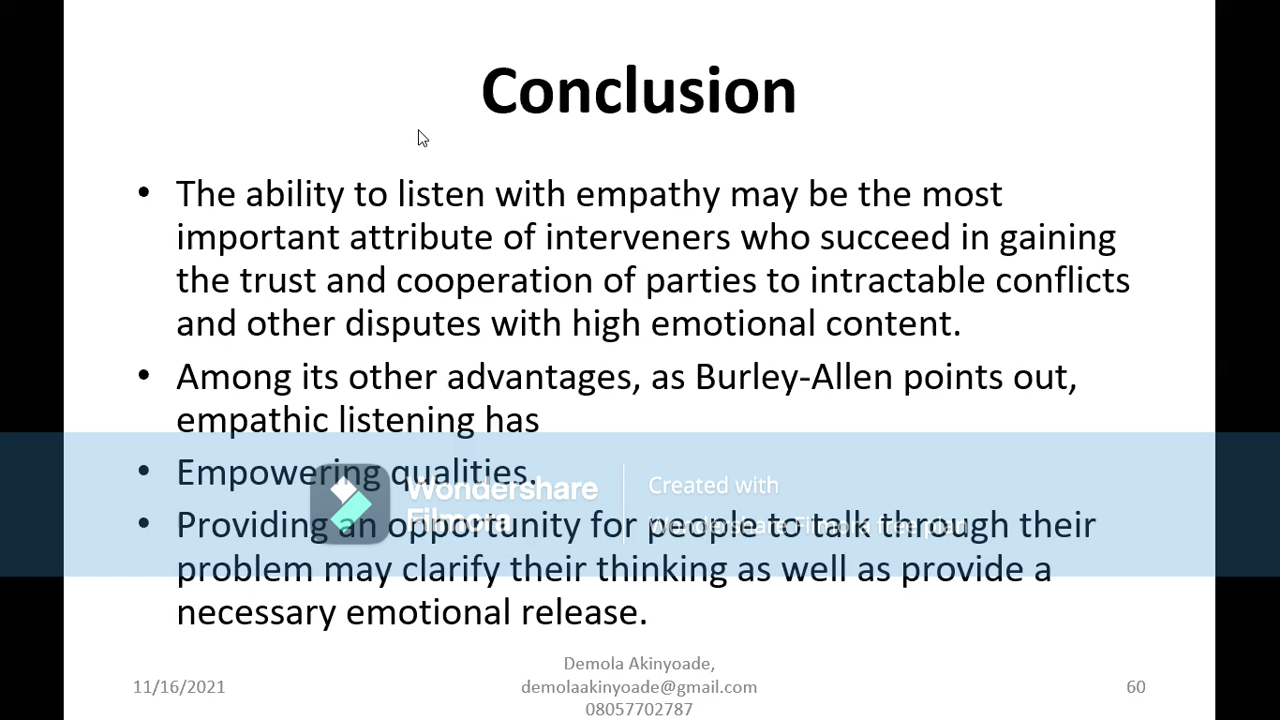 Conclusion
• The ability to listen with empathy may be the most
important attribute of interveners who succeed in gaining
the trust and cooperation of parties to intractable conflicts
and other disputes with high emotional content.
• Among its other advantages, as Burley-Allen points out,
empathic listening has
• Empowering qualities.
Wondershare
Filmora
Created with
Wondershare Filmora free plan
• Providing an opportunity for people to talk through their
problem may clarify their thinking as well as provide a
necessary emotional release.
11/16/2021
Demola Akinyoade,
demolaakinyoade@gmail.com
08057702787
60